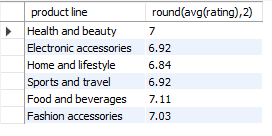 product line round(avg(rating),2)
Health and beauty 7
Electronic accessories 6.92
Home and lifestyle 6.84
Sports and travel 6.92
Food and beverages 7.11
Fashion accessories 7.03